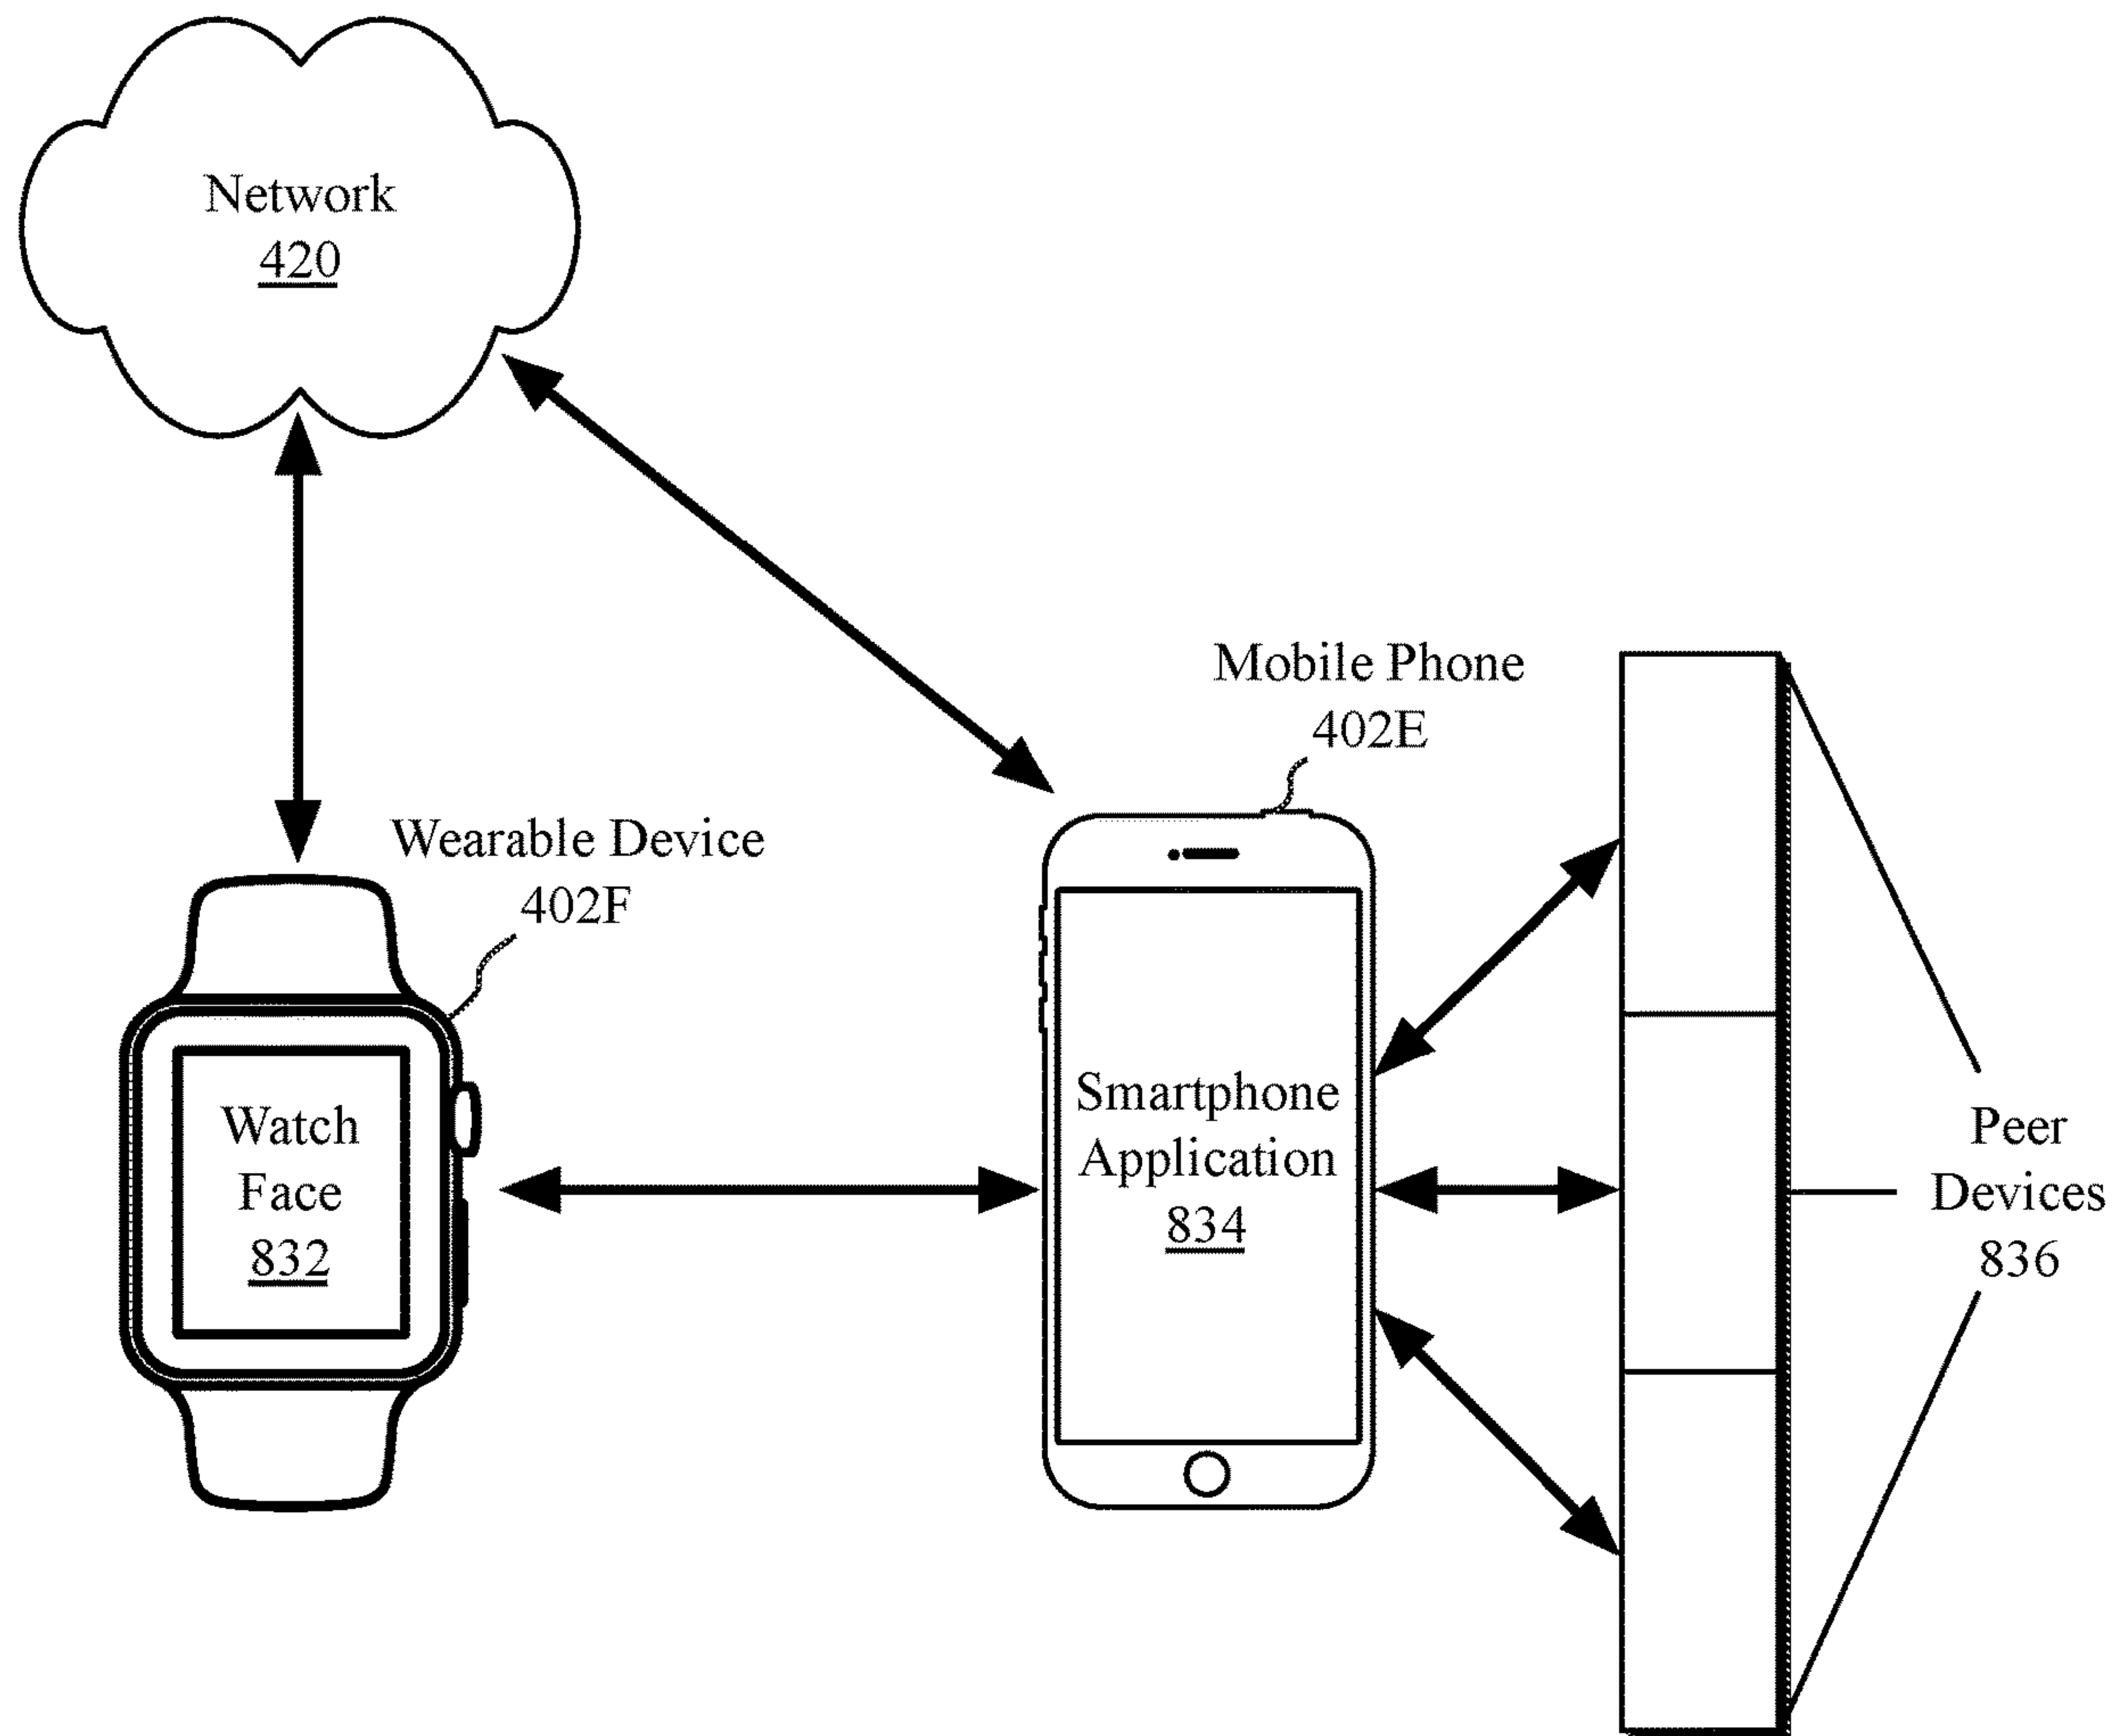 Network
420
Mobile Phone
402E
Wearable Device
402F
Watch
Face
832
Smartphone
Application
834
Peer
Devices
836